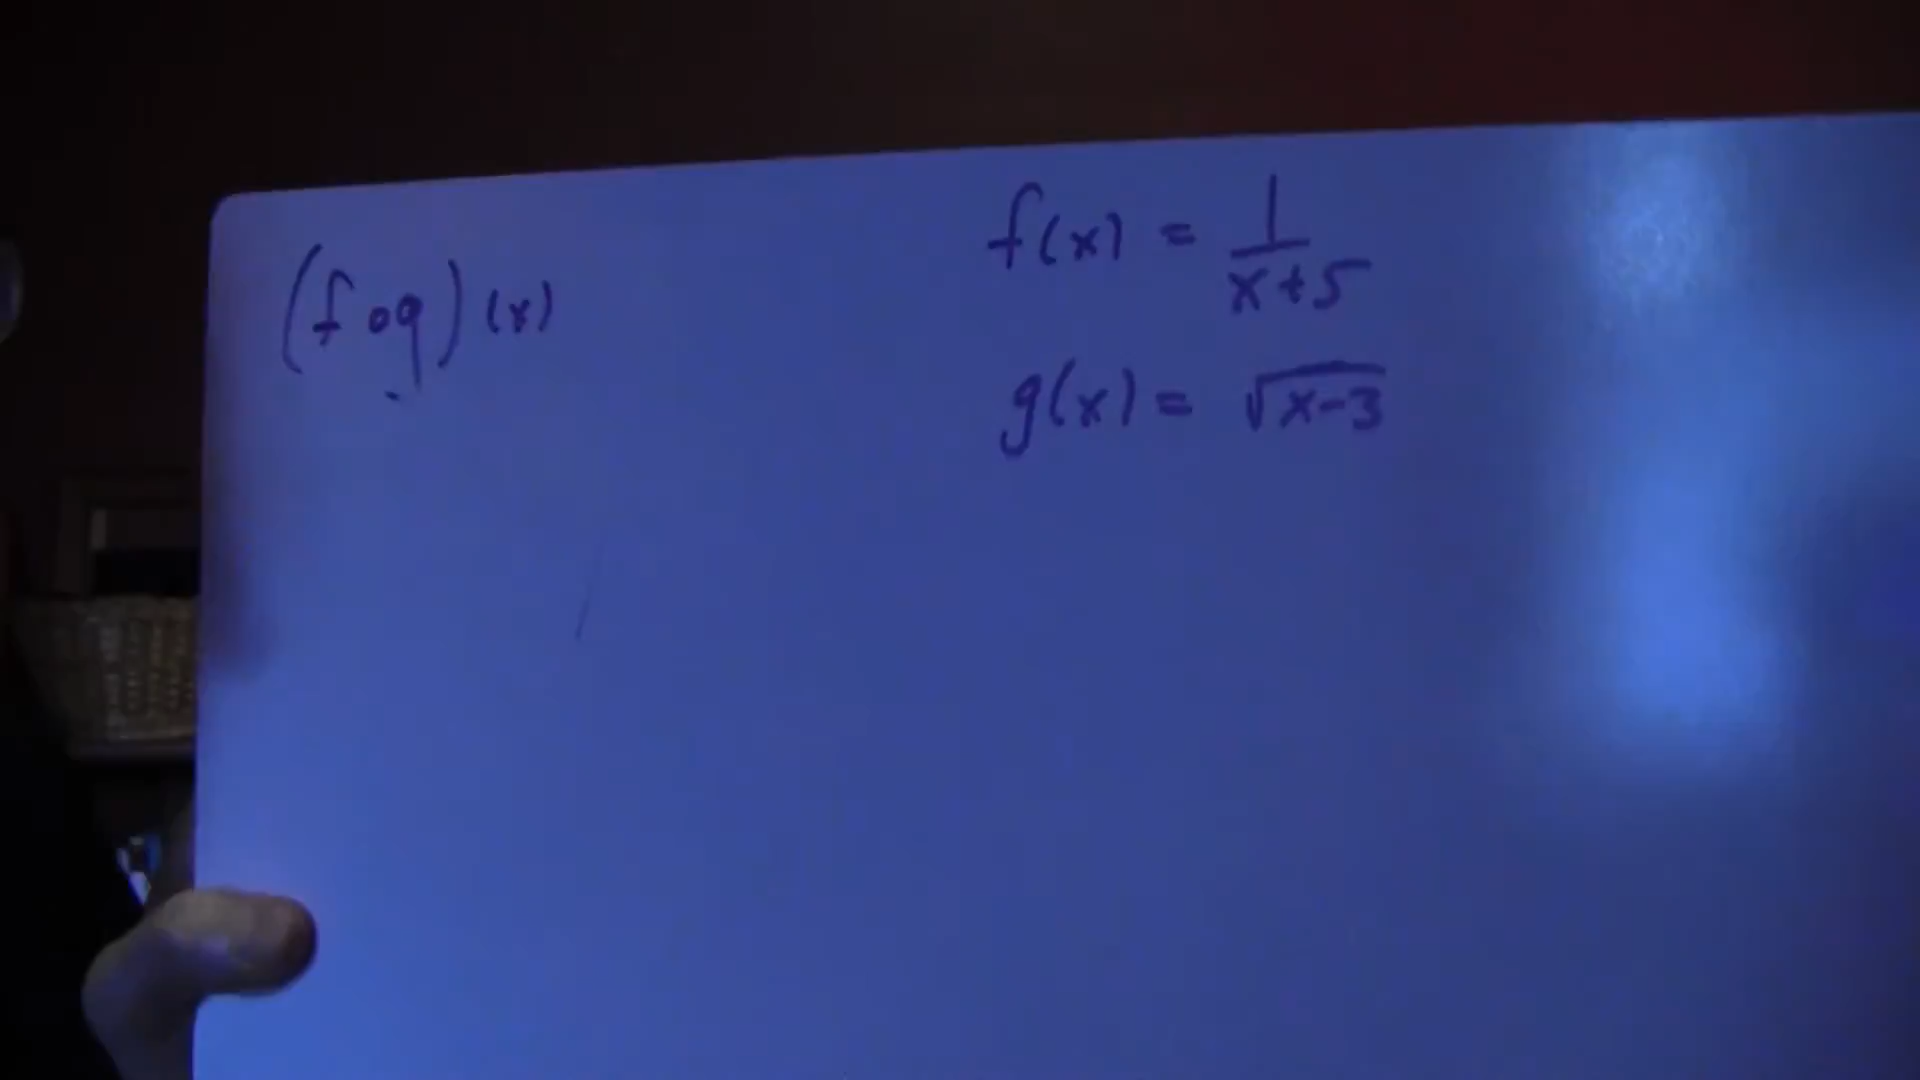 (f o g)(x)
f(x) = 1/(x+5)
g(x) = √(x-3)